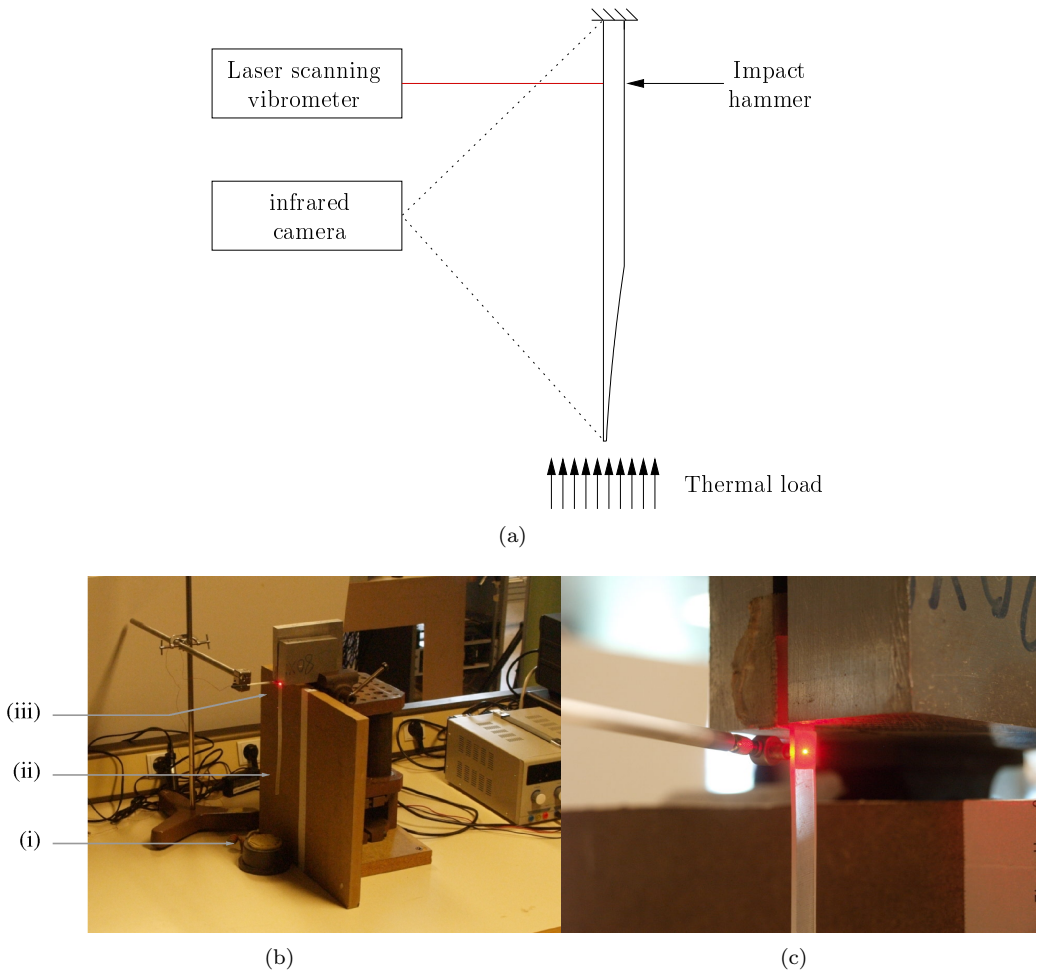 Laser scanning
vibrometer
Impact
hammer
infrared
camera
Thermal load
(a)
(iii)
(ii)
(i)
(b)
(c)